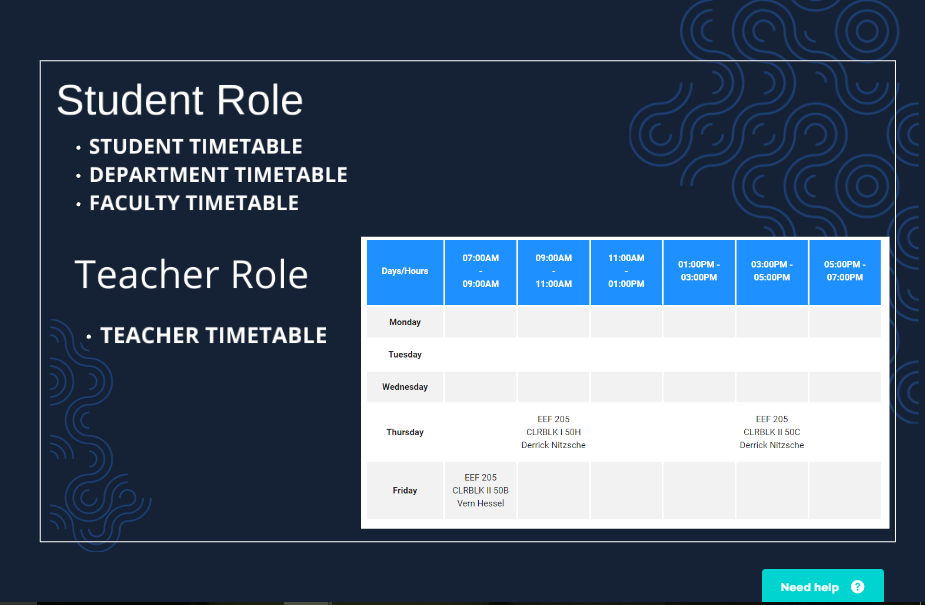 Student Role
• STUDENT TIMETABLE
• DEPARTMENT TIMETABLE
• FACULTY TIMETABLE
Teacher Role
• TEACHER TIMETABLE
Days/Hours
07:00AM
-
09:00AM
09:00AM
-
11:00AM
11:00AM
-
01:00PM
01:00PM -
03:00PM
03:00PM -
05:00PM
05:00PM -
07:00PM
Monday
Tuesday
Wednesday
Thursday
EEF 205
CLRBLK I 50H
Derrick Nitzsche
EEF 205
CLRBLK II 50C
Derrick Nitzsche
Friday
EEF 205
CLRBLK II 50B
Vern Hessel
Need help ?